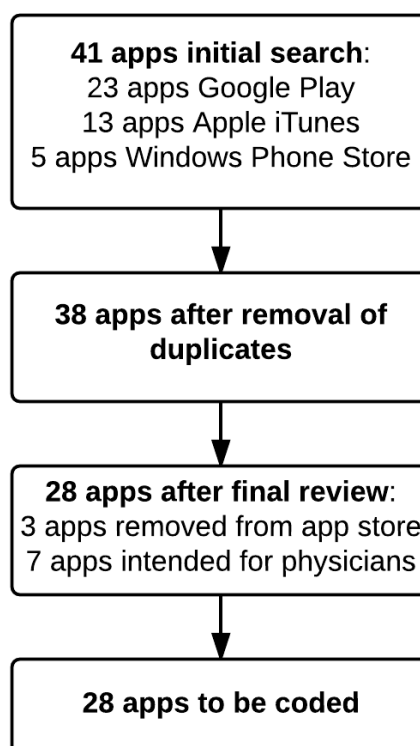 41 apps initial search:
23 apps Google Play
13 apps Apple iTunes
5 apps Windows Phone Store
38 apps after removal of
duplicates
28 apps after final review:
3 apps removed from app store
7 apps intended for physicians
28 apps to be coded